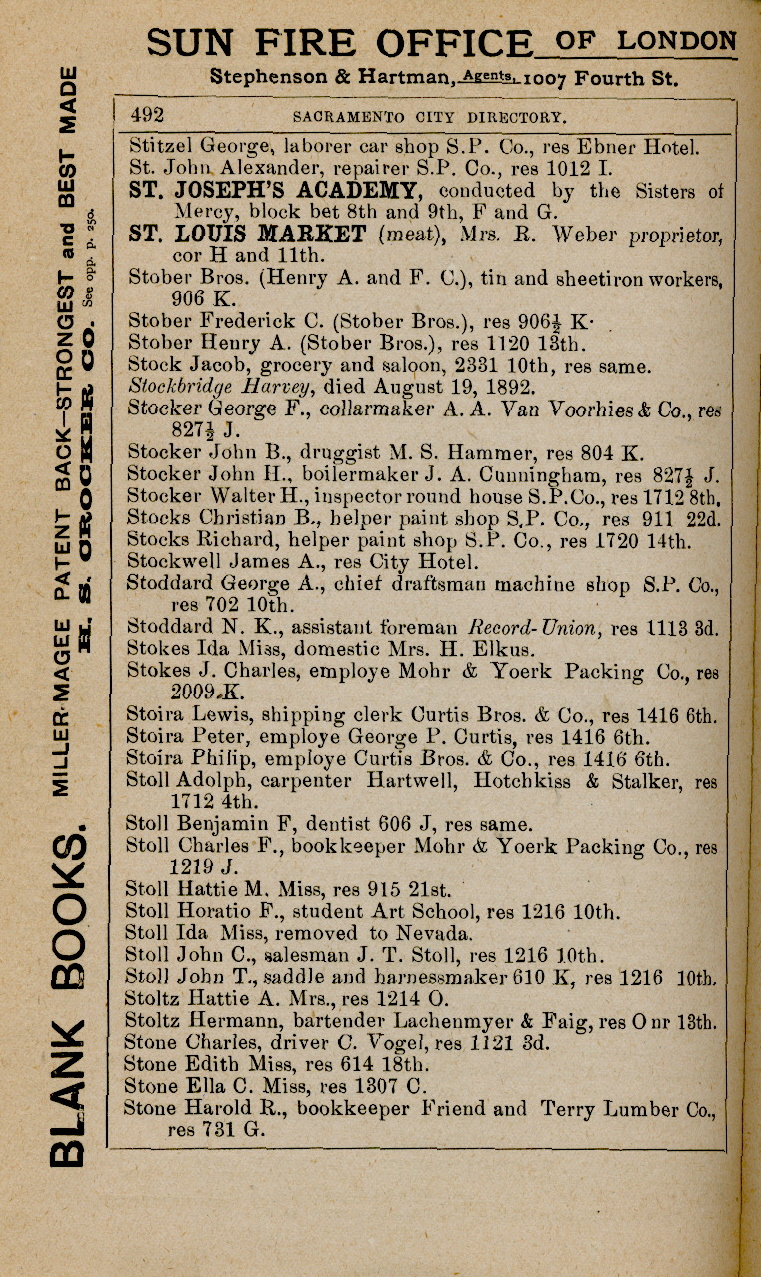 SUN FIRE OFFICE OF LONDON
Stephenson & Hartman, Agents, 1007 Fourth St.
492 SACRAMENTO CITY DIRECTORY.
Stitzel George, laborer car shop S.P. Co., res Ebner Hotel.
St. John Alexander, repairer S.P. Co., res 1012 I.
ST. JOSEPH'S ACADEMY, conducted by the Sisters of
Mercy, block bet 8th and 9th, F and G.
ST. LOUIS MARKET (meat), Mrs. R. Weber proprietor,
cor H and 11th.
Stober Bros. (Henry A. and F. C.), tin and sheetiron workers,
906 K.
Stober Frederick C. (Stober Bros.), res 906½ K.
Stober Henry A. (Stober Bros.), res 1120 13th.
Stock Jacob, grocery and saloon, 2331 10th, res same.
Stockbridge Harvey, died August 19, 1892.
Stocker George F., collarmaker A. A. Van Voorhies & Co., res
827½ J.
Stocker John B., druggist M. S. Hammer, res 804 K.
Stocker John H., boilermaker J. A. Cunningham, res 827½ J.
Stocker Walter H., inspector round house S.P.Co., res 1712 8th,
Stocks Christian B., helper paint shop S.P. Co., res 911 22d.
Stocks Richard, helper paint shop S.P. Co., res 1720 14th.
Stockwell James A., res City Hotel.
Stoddard George A., chief draftsman machine shop S.P. Co.,
res 702 10th.
Stoddard N. K., assistant foreman Record-Union, res 1113 3d.
Stokes Ida Miss, domestic Mrs. H. Elkus.
Stokes J. Charles, employe Mohr & Yoerk Packing Co., res
2009 K.
Stoira Lewis, shipping clerk Curtis Bros. & Co., res 1416 6th.
Stoira Peter, employe George P. Curtis, res 1416 6th.
Stoira Philip, employe Curtis Bros. & Co., res 1416 6th.
Stoll Adolph, carpenter Hartwell, Hotchkiss & Stalker, res
1712 4th.
Stoll Benjamin F, dentist 606 J, res same.
Stoll Charles F., bookkeeper Mohr & Yoerk Packing Co., res
1219 J.
Stoll Hattie M. Miss, res 915 21st.
Stoll Horatio F., student Art School, res 1216 10th.
Stoll Ida Miss, removed to Nevada.
Stoll John C., salesman J. T. Stoll, res 1216 10th.
Stoll John T., saddle and harnessmaker 610 K, res 1216 10th.
Stoltz Hattie A. Mrs., res 1214 O.
Stoltz Hermann, bartender Lachenmyer & Faig, res O nr 13th.
Stone Charles, driver C. Vogel, res 1121 3d.
Stone Edith Miss, res 614 18th.
Stone Ella C. Miss, res 1307 C.
Stone Harold R., bookkeeper Friend and Terry Lumber Co.,
res 731 G.
BLANK BOOKS. MILLER-MAGEE PATENT BACK—STRONGEST and BEST MADE
H. S. CROCKER CO. See opp. p. 250.